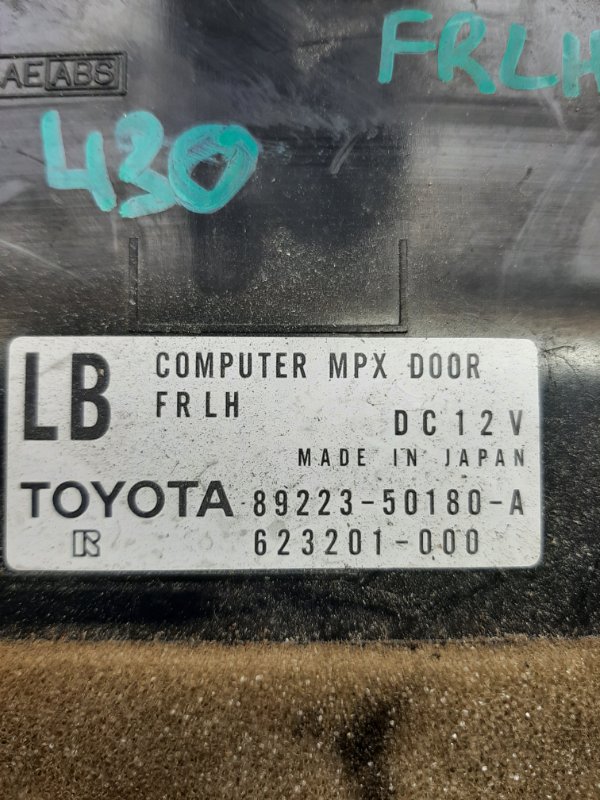 FRLH
AE ABS
430
LB
COMPUTER MPX DOOR
FR LH
DC 12V
MADE IN JAPAN
TOYOTA 89223-50180-A
R 623201-000